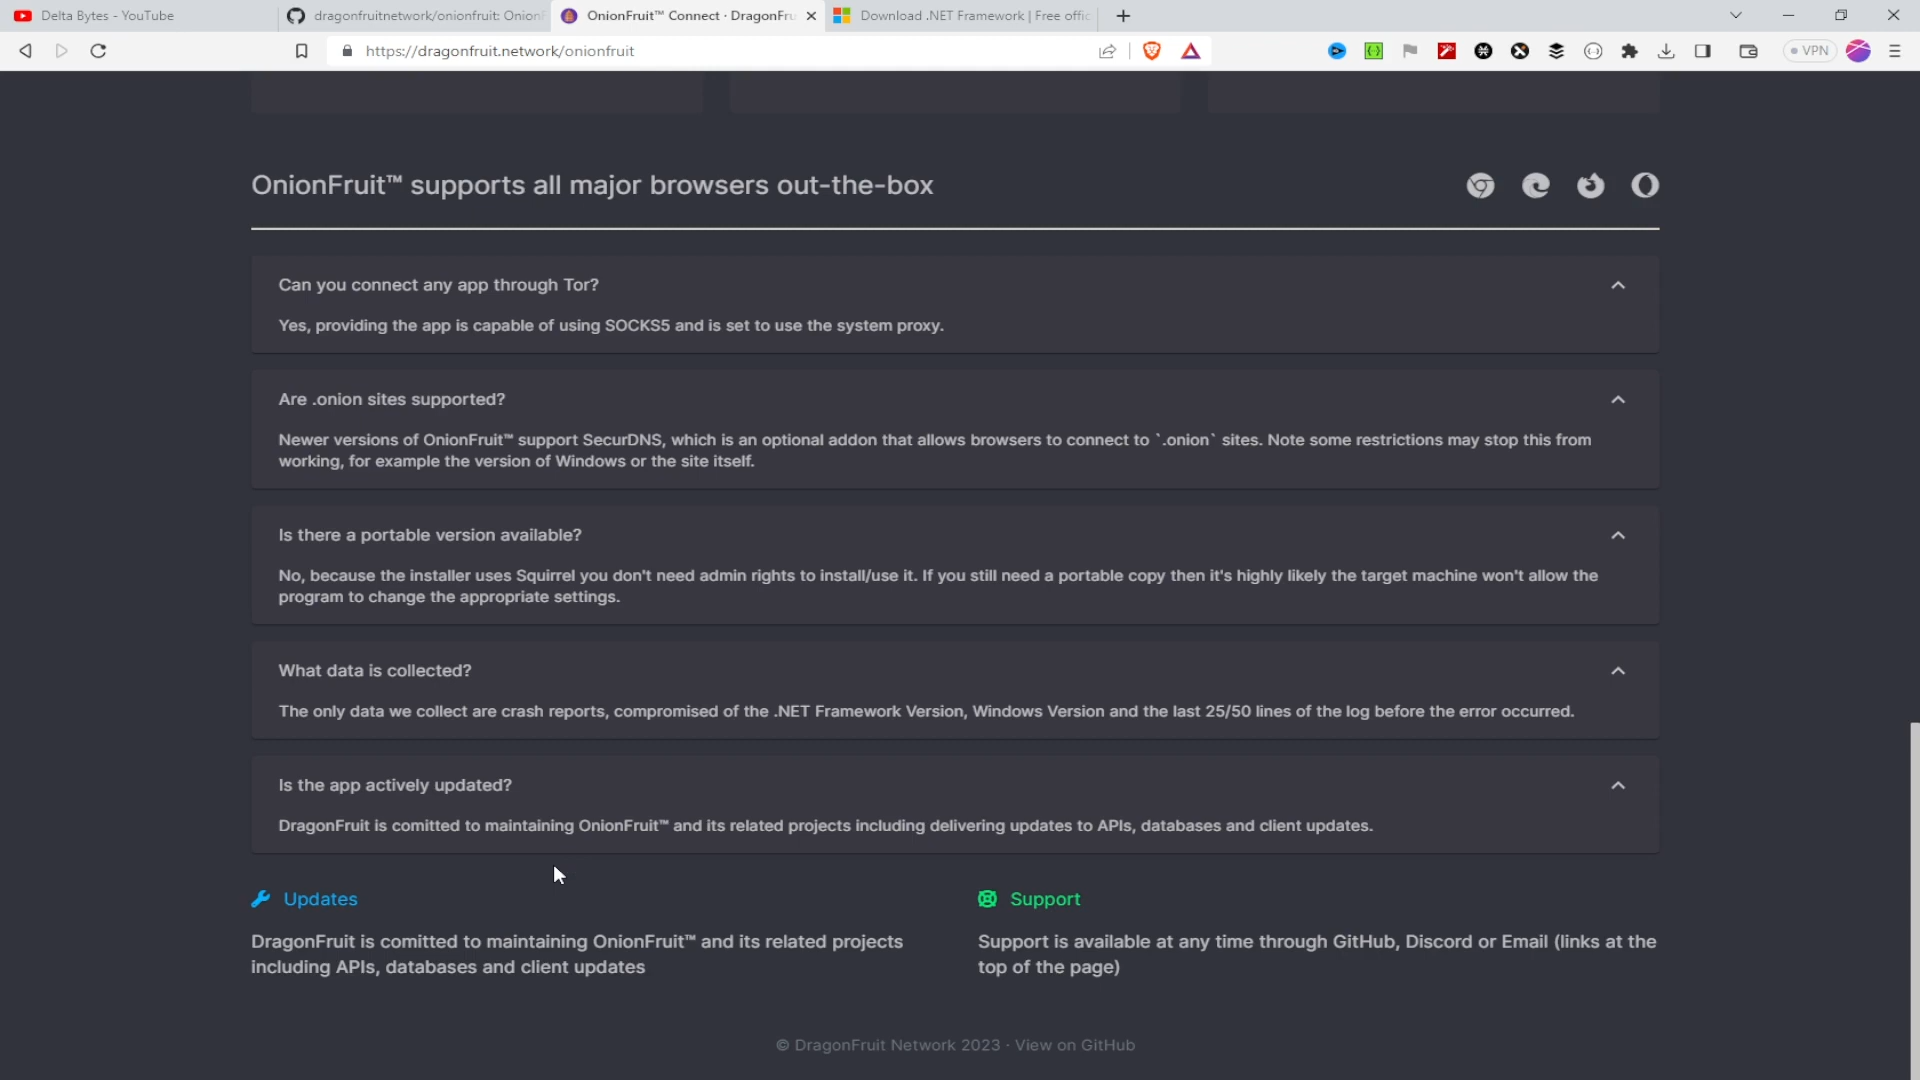 Delta Bytes - YouTube
dragonfruitnetwork/onionfruit: Onion
OnionFruit™ Connect · DragonFru
Download .NET Framework | Free offic
https://dragonfruit.network/onionfruit
VPN
OnionFruit™ supports all major browsers out-the-box
Can you connect any app through Tor?
Yes, providing the app is capable of using SOCKS5 and is set to use the system proxy.
Are .onion sites supported?
Newer versions of OnionFruit™ support SecurDNS, which is an optional addon that allows browsers to connect to `.onion` sites. Note some restrictions may stop this from
working, for example the version of Windows or the site itself.
Is there a portable version available?
No, because the installer uses Squirrel you don't need admin rights to install/use it. If you still need a portable copy then it's highly likely the target machine won't allow the
program to change the appropriate settings.
What data is collected?
The only data we collect are crash reports, compromised of the .NET Framework Version, Windows Version and the last 25/50 lines of the log before the error occurred.
Is the app actively updated?
DragonFruit is comitted to maintaining OnionFruit™ and its related projects including delivering updates to APIs, databases and client updates.
Updates
DragonFruit is comitted to maintaining OnionFruit™ and its related projects
including APIs, databases and client updates
Support
Support is available at any time through GitHub, Discord or Email (links at the
top of the page)
© DragonFruit Network 2023 · View on GitHub